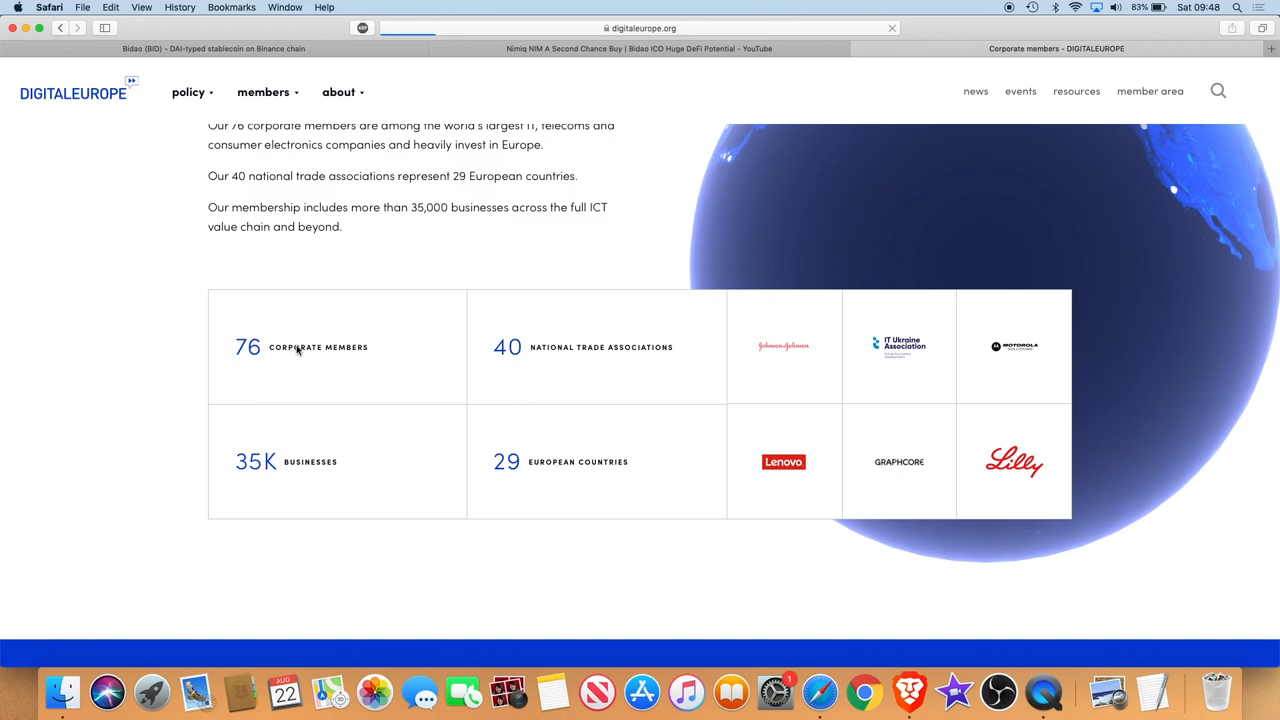 Safari File Edit View History Bookmarks Window Help 83% Sat 09:48
digitaleurope.org
Bidao (BID) - DAI-typed stablecoin on Binance chain
Nimiq NIM A Second Chance Buy | Bidao ICO Huge DeFi Potential - YouTube
Corporate members - DIGITALEUROPE
DIGITALEUROPE policy members about news events resources member area
Our 76 corporate members are among the world's largest IT, telecoms and
consumer electronics companies and heavily invest in Europe.
Our 40 national trade associations represent 29 European countries.
Our membership includes more than 35,000 businesses across the full ICT
value chain and beyond.
76 CORPORATE MEMBERS
40 NATIONAL TRADE ASSOCIATIONS
Johnson&Johnson
IT Ukraine
Association
MOTOROLA
SOLUTIONS
35K BUSINESSES
29 EUROPEAN COUNTRIES
Lenovo
GRAPHCORE
Lilly
AUG
22
1